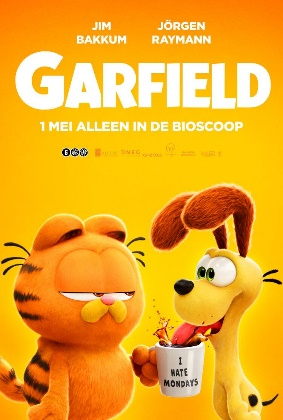 JIM BAKKUM
JÖRGEN RAYMANN
GARFIELD
1 MEI ALLEEN IN DE BIOSCOOP
I
HATE
MONDAYS